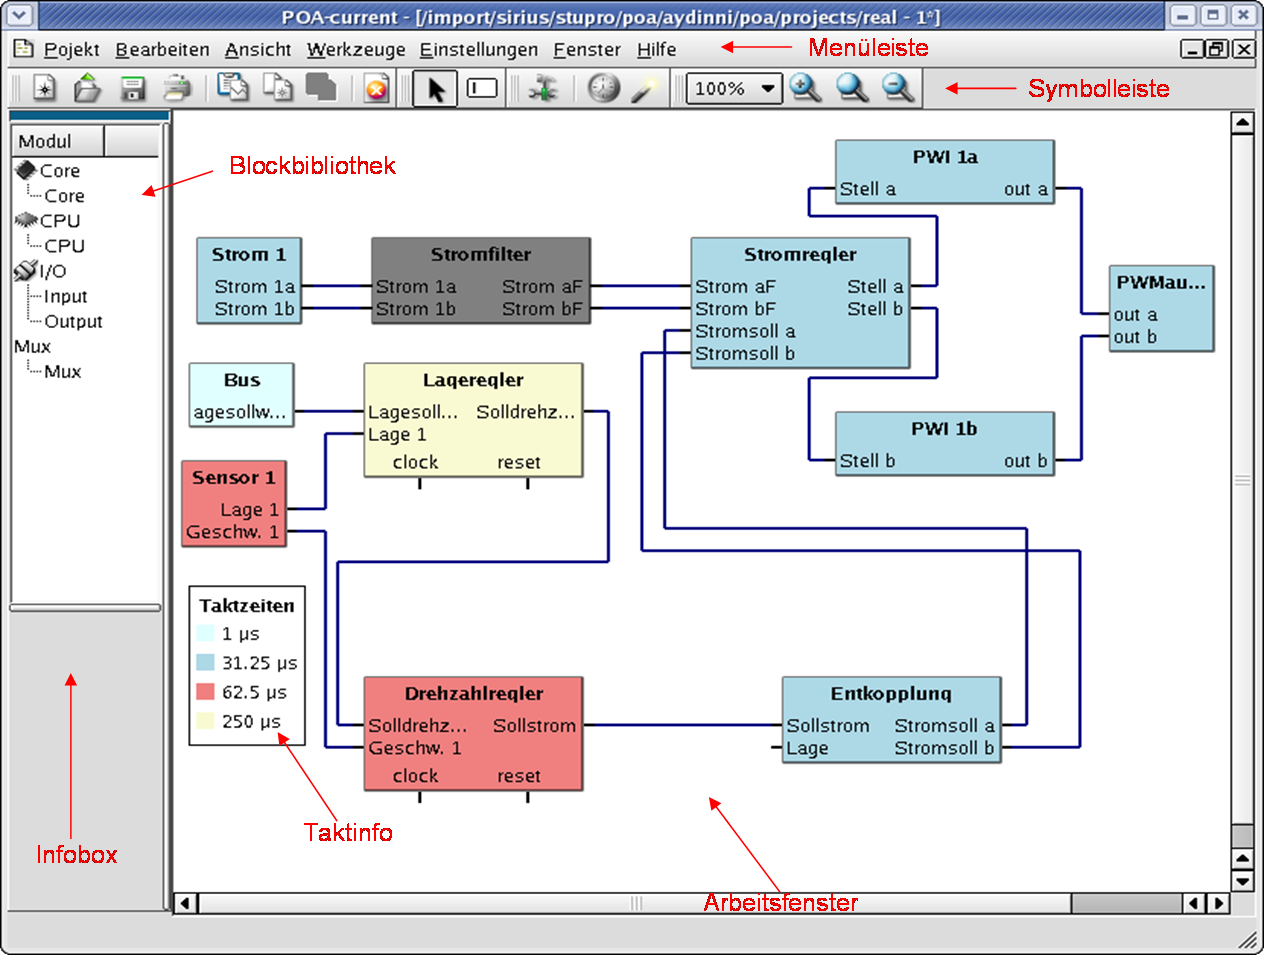 POA-current - [/import/sirius/stupro/poa/aydinni/poa/projects/real - 1*]
Pojekt Bearbeiten Ansicht Werkzeuge Einstellungen Fenster Hilfe
Menüleiste
100%
Symbolleiste
Modul
Core
Core
CPU
CPU
I/O
Input
Output
Mux
Mux
Blockbibliothek
PWI 1a
Stell a out a
Strom 1
Strom 1a
Strom 1b
Stromfilter
Strom 1a Strom aF
Strom 1b Strom bF
Stromregler
Strom aF Stell a
Strom bF Stell b
Stromsoll a
Stromsoll b
PWMau...
out a
out b
Bus
agesollw...
Lageregler
Lagesoll... Solldrehz...
Lage 1
clock reset
PWI 1b
Stell b out b
Sensor 1
Lage 1
Geschw. 1
Taktzeiten
1 µs
31.25 µs
62.5 µs
250 µs
Drehzahlregler
Solldrehz... Sollstrom
Geschw. 1
clock reset
Entkopplung
Sollstrom Stromsoll a
Lage Stromsoll b
Taktinfo
Infobox
Arbeitsfenster